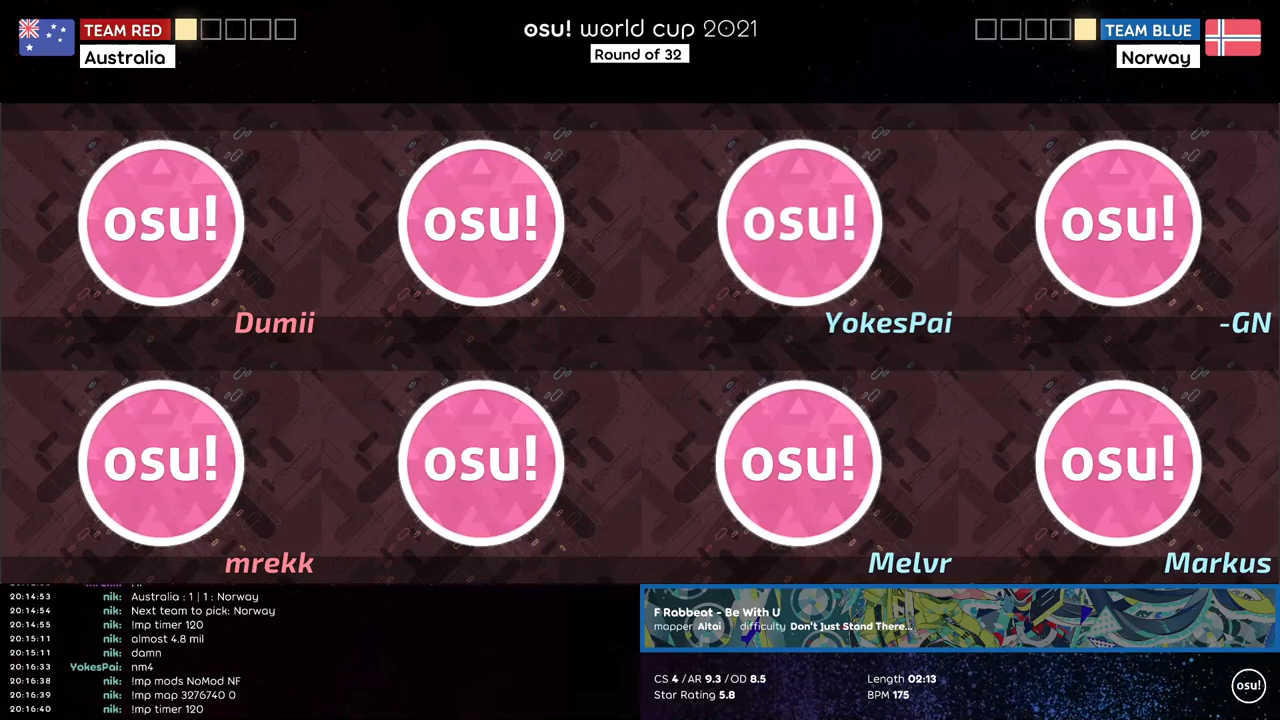 TEAM RED
Australia
osu! world cup 2021
Round of 32
TEAM BLUE
Norway
osu!
osu!
osu!
osu!
Dumii
YokesPai
-GN
osu!
osu!
osu!
osu!
mrekk
Melvr
Markus
20:14:53 nik: Australia : 1 | 1 : Norway
20:14:54 nik: Next team to pick: Norway
20:14:55 nik: !mp timer 120
20:15:11 nik: almost 4.8 mil
20:15:11 nik: damn
20:16:33 YokesPai: nm4
20:16:38 nik: !mp mods NoMod NF
20:16:39 nik: !mp map 3276740 0
20:16:40 nik: !mp timer 120
F Rabbeat - Be With U
mapper Altai difficulty Don't Just Stand There...
CS 4 / AR 9.3 / OD 8.5
Star Rating 5.8
Length 02:13
BPM 175
osu!